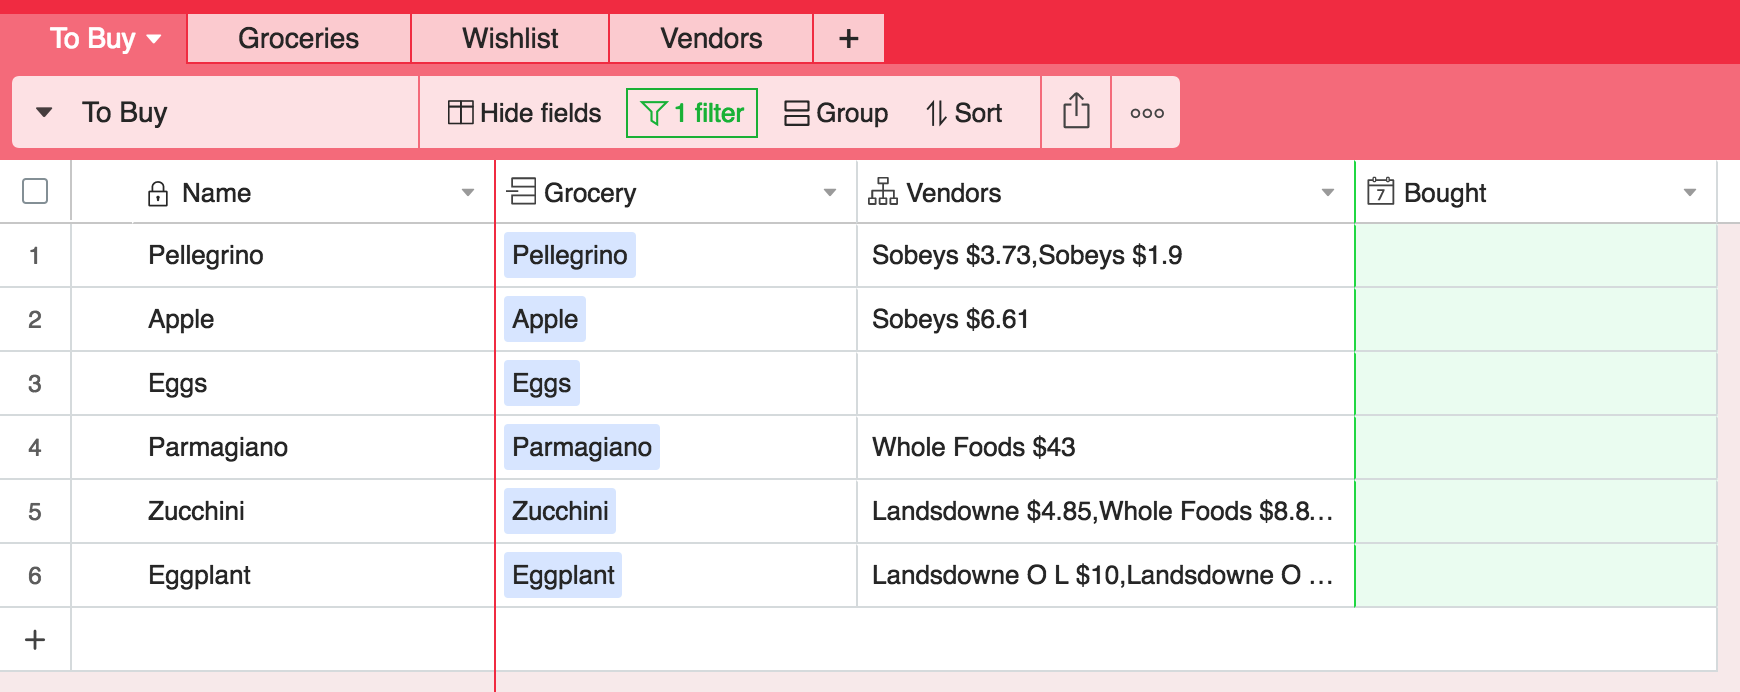 To Buy Groceries Wishlist Vendors +
To Buy Hide fields 1 filter Group Sort
Name Grocery Vendors 7 Bought
1 Pellegrino Pellegrino Sobeys $3.73,Sobeys $1.9
2 Apple Apple Sobeys $6.61
3 Eggs Eggs
4 Parmagiano Parmagiano Whole Foods $43
5 Zucchini Zucchini Landsdowne $4.85,Whole Foods $8.8...
6 Eggplant Eggplant Landsdowne O L $10,Landsdowne O ...
+